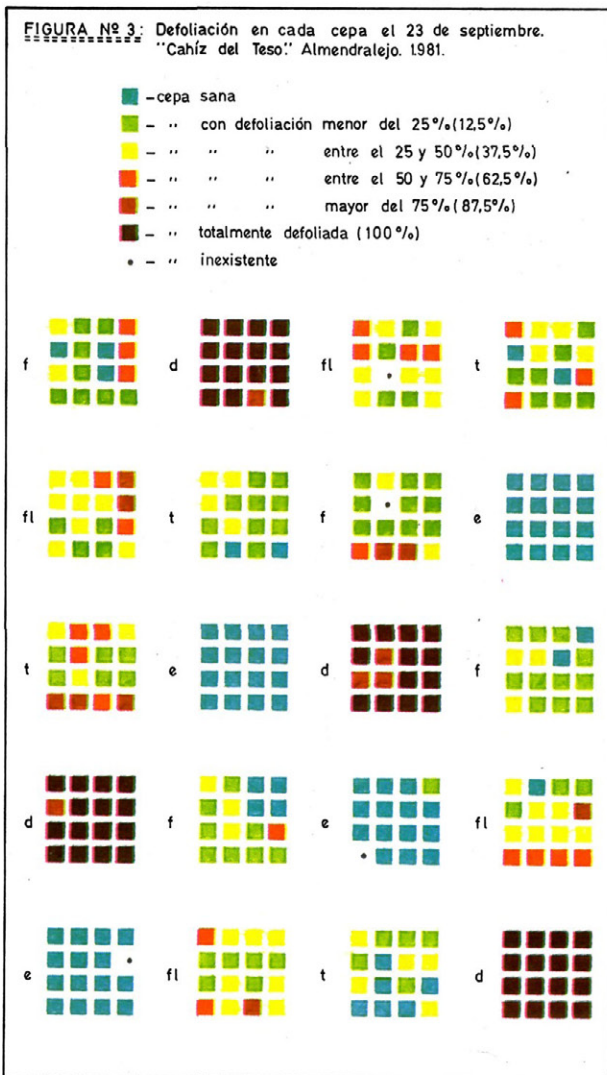 FIGURA Nº 3: Defoliación en cada cepa el 23 de septiembre.
"Cahíz del Teso". Almendralejo. 1981.
– cepa sana
– '' con defoliación menor del 25%(12,5%)
– '' '' '' entre el 25 y 50%(37,5%)
– '' '' '' entre el 50 y 75%(62,5%)
– '' '' '' mayor del 75%(87,5%)
– '' totalmente defoliada (100%)
• – '' inexistente
f d fl t
fl t f e
t e d f
d f e fl
e fl t d